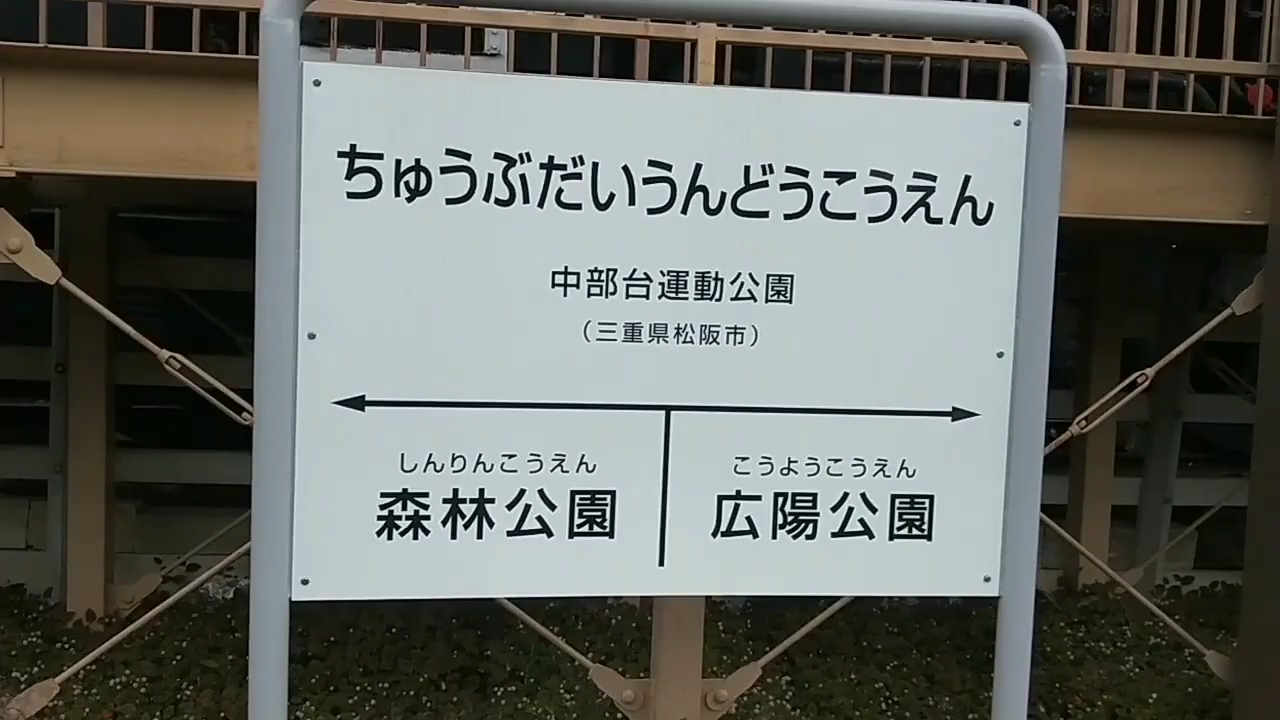 ちゅうぶだいうんどうこうえん
中部台運動公園
(三重県松阪市)
しんりんこうえん
森林公園
こうようこうえん
広陽公園